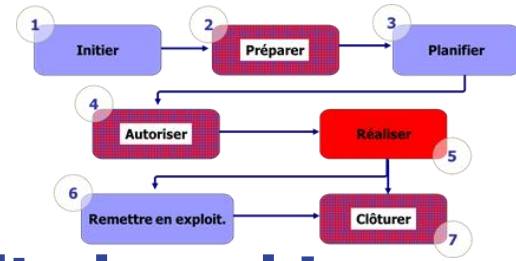 1
Initier
2
Préparer
3
Planifier
4
Autoriser
Réaliser
5
6
Remettre en exploit.
Clôturer
7